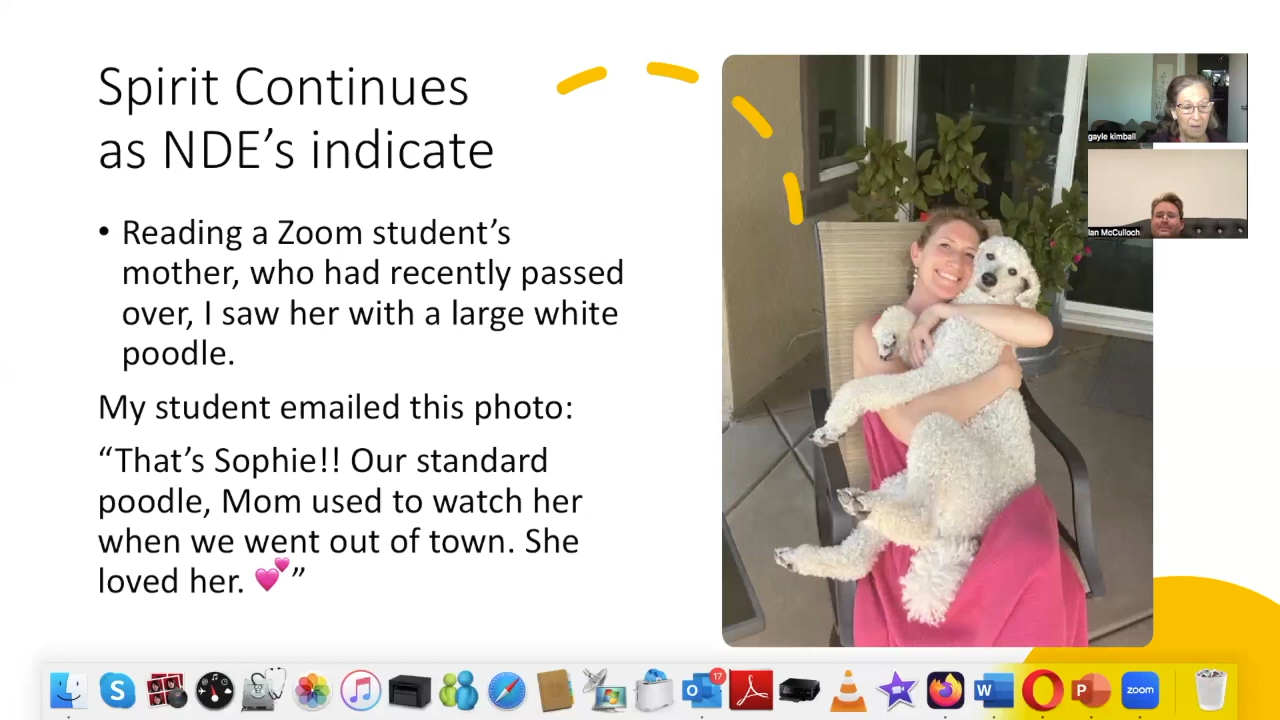 Spirit Continues
as NDE’s indicate
• Reading a Zoom student’s
mother, who had recently passed
over, I saw her with a large white
poodle.
My student emailed this photo:
“That’s Sophie!! Our standard
poodle, Mom used to watch her
when we went out of town. She
loved her. 💕”
gayle kimball
Ian McCulloch
17
zoom